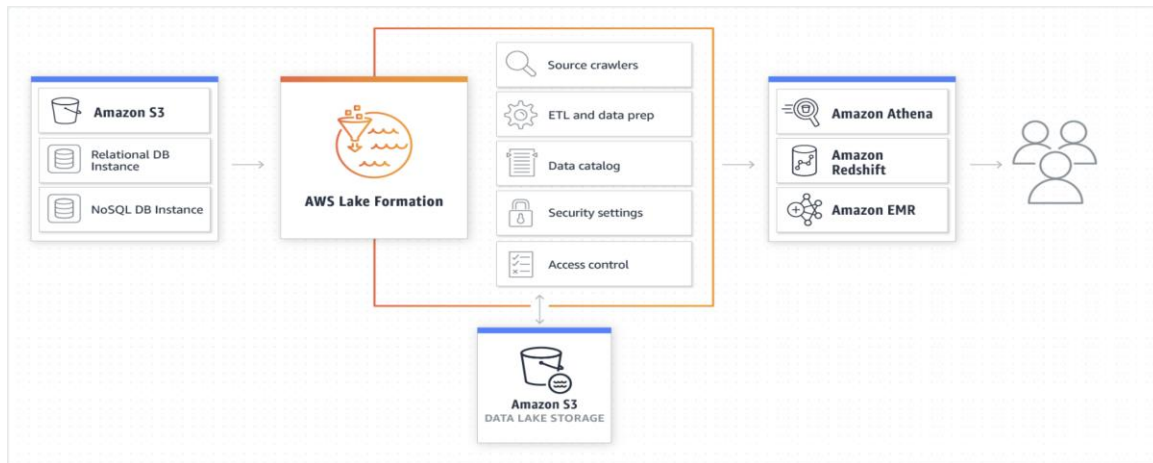 Amazon S3
Relational DB
Instance
NoSQL DB Instance
AWS Lake Formation
Source crawlers
ETL and data prep
Data catalog
Security settings
Access control
Amazon S3
DATA LAKE STORAGE
Amazon Athena
Amazon
Redshift
Amazon EMR